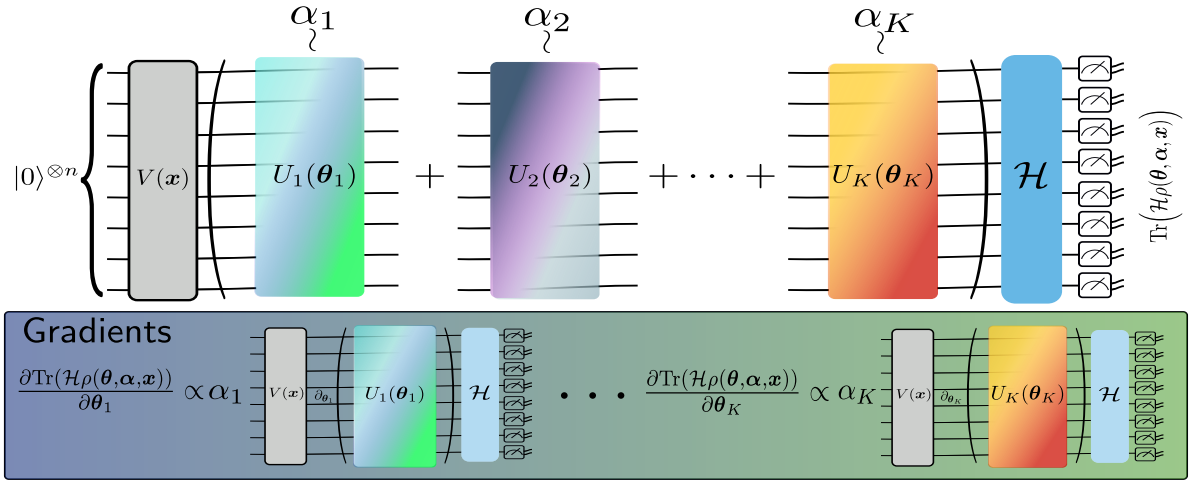 α₁ α₂ α_K
|0⟩^{⊗n} V(𝒙) ( U₁(𝜽₁) + U₂(𝜽₂) + ··· + U_K(𝜽_K) ) ℋ Tr(ℋρ(𝜽,𝜶,𝒙))
Gradients
∂Tr(ℋρ(𝜽,𝜶,𝒙))/∂𝜽₁ ∝ α₁ V(𝒙) ∂_{𝜽₁} ( U₁(𝜽₁) ) ℋ ··· ∂Tr(ℋρ(𝜽,𝜶,𝒙))/∂𝜽_K ∝ α_K V(𝒙) ∂_{𝜽_K} ( U_K(𝜽_K) ) ℋ